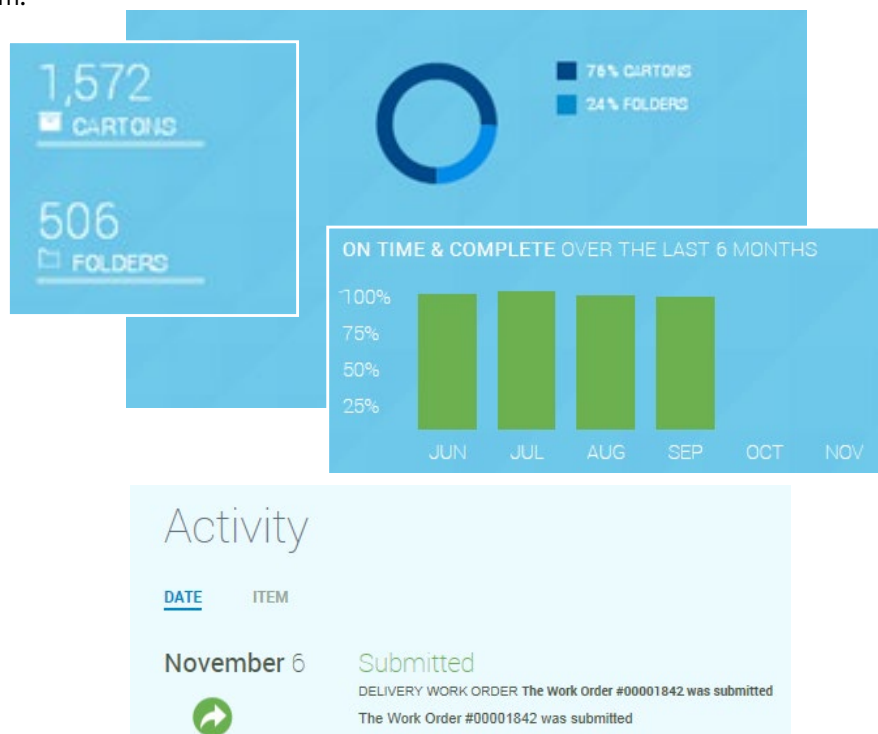 1,572
CARTONS
506
FOLDERS
76% CARTONS
24% FOLDERS
ON TIME & COMPLETE OVER THE LAST 6 MONTHS
100%
75%
50%
25%
JUN JUL AUG SEP OCT NOV
Activity
DATE ITEM
November 6
Submitted
DELIVERY WORK ORDER The Work Order #00001842 was submitted
The Work Order #00001842 was submitted